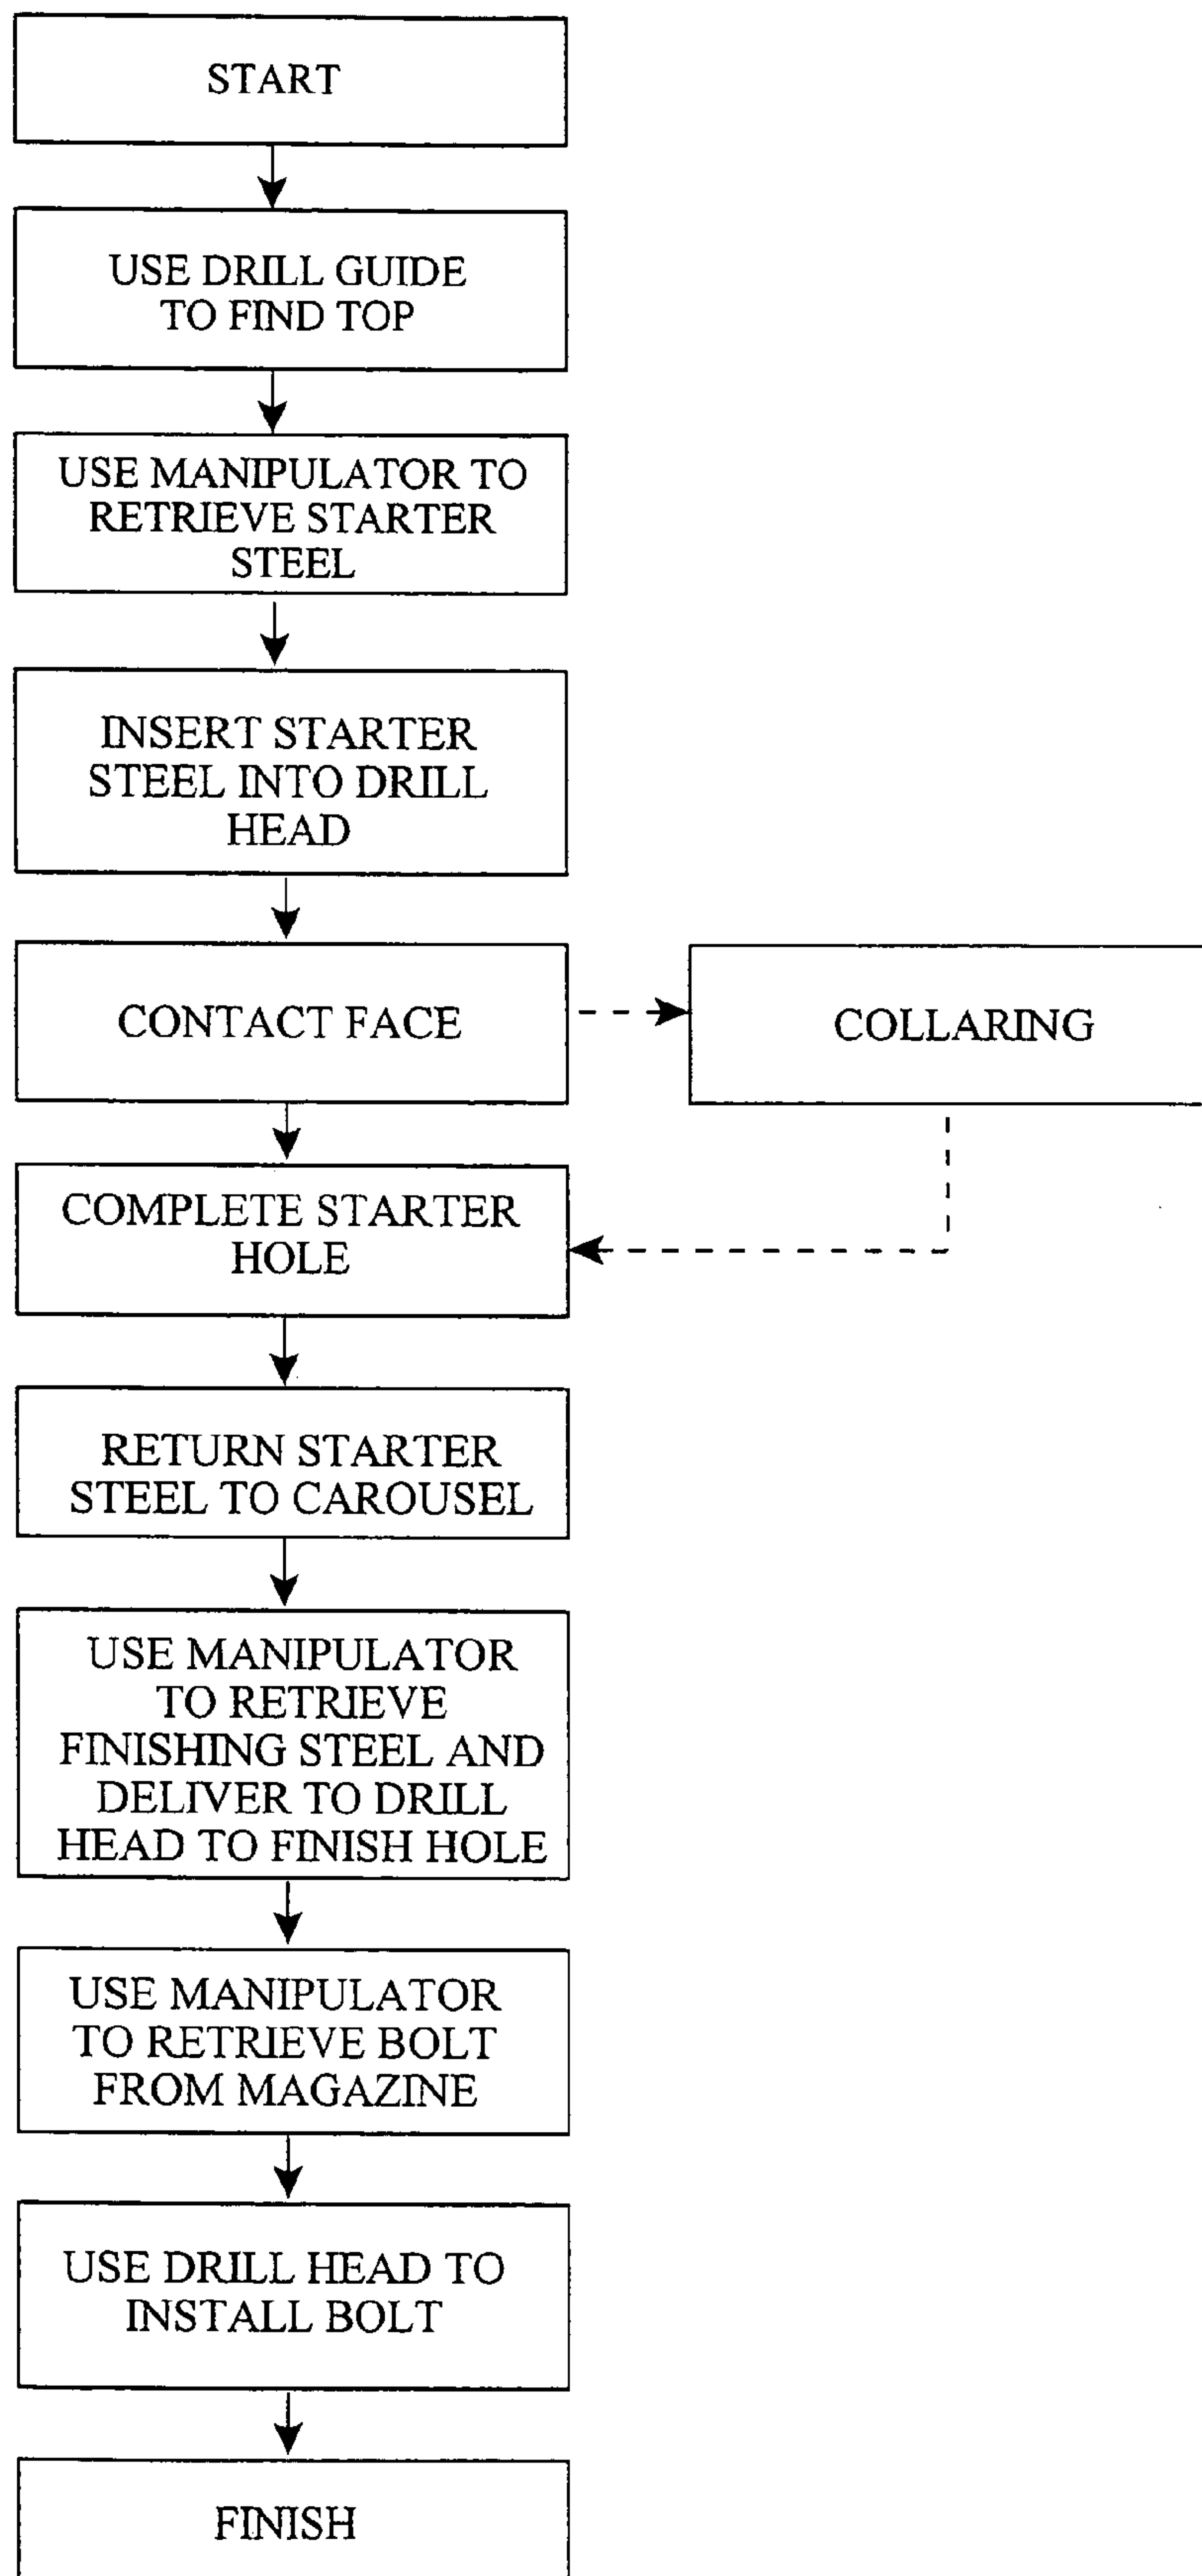 START
USE DRILL GUIDE
TO FIND TOP
USE MANIPULATOR TO
RETRIEVE STARTER
STEEL
INSERT STARTER
STEEL INTO DRILL
HEAD
CONTACT FACE
COLLARING
COMPLETE STARTER
HOLE
RETURN STARTER
STEEL TO CAROUSEL
USE MANIPULATOR
TO RETRIEVE
FINISHING STEEL AND
DELIVER TO DRILL
HEAD TO FINISH HOLE
USE MANIPULATOR
TO RETRIEVE BOLT
FROM MAGAZINE
USE DRILL HEAD TO
INSTALL BOLT
FINISH